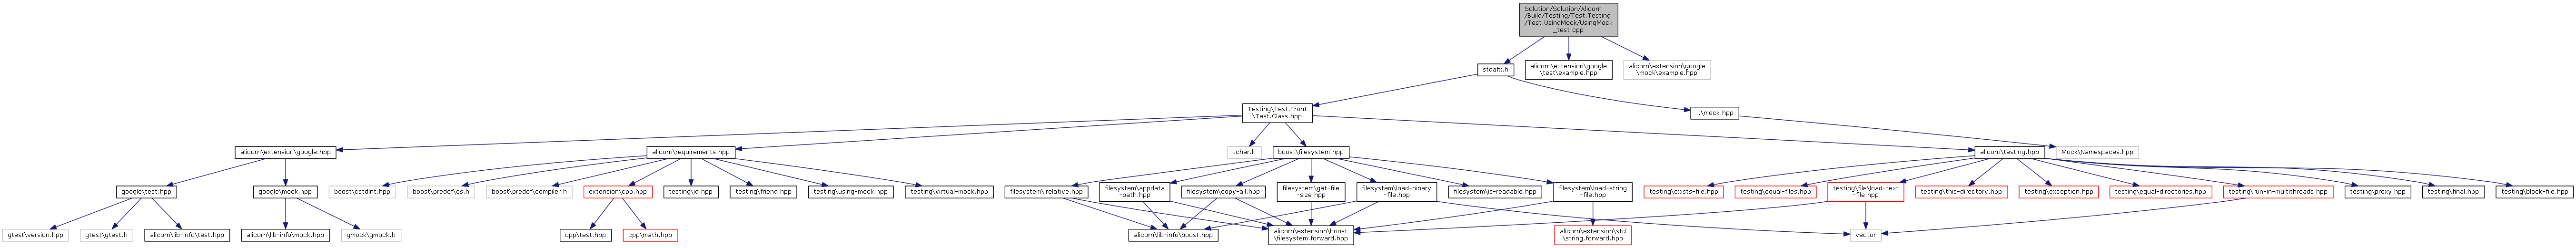 Solution/Solution/Alicorn
/Build/Testing/Test.Testing
/Test.UsingMock/UsingMock
_test.cpp
stdafx.h
alicorn\extension\google
\test\example.hpp
alicorn\extension\google
\mock\example.hpp
Testing\Test.Front
\Test.Class.hpp
..\mock.hpp
alicorn\extension\google.hpp
alicorn\requirements.hpp
tchar.h
boost\filesystem.hpp
alicorn\testing.hpp
Mock\Namespaces.hpp
google\test.hpp
google\mock.hpp
boost\cstdint.hpp
boost\predef\os.h
boost\predef\compiler.h
extension\cpp.hpp
testing\id.hpp
testing\friend.hpp
testing\using-mock.hpp
testing\virtual-mock.hpp
filesystem\relative.hpp
filesystem\appdata
-path.hpp
filesystem\copy-all.hpp
filesystem\get-file
-size.hpp
filesystem\load-binary
-file.hpp
filesystem\is-readable.hpp
filesystem\load-string
-file.hpp
testing\exists-file.hpp
testing\equal-files.hpp
testing\file\load-text
-file.hpp
testing\this-directory.hpp
testing\exception.hpp
testing\equal-directories.hpp
testing\run-in-multithreads.hpp
testing\proxy.hpp
testing\final.hpp
testing\block-file.hpp
gtest\version.hpp
gtest\gtest.h
alicorn\lib-info\test.hpp
alicorn\lib-info\mock.hpp
gmock\gmock.h
cpp\test.hpp
cpp\math.hpp
alicorn\lib-info\boost.hpp
alicorn\extension\boost
\filesystem.forward.hpp
alicorn\extension\std
\string.forward.hpp
vector